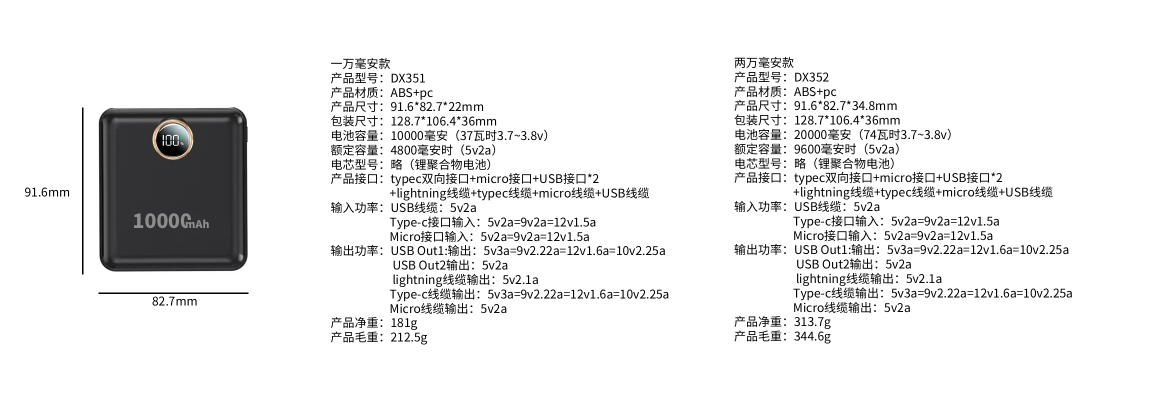 91.6mm
100%
10000mAh
82.7mm
一万毫安款
产品型号：DX351
产品材质：ABS+pc
产品尺寸：91.6*82.7*22mm
包装尺寸：128.7*106.4*36mm
电池容量：10000毫安（37瓦时3.7~3.8v）
额定容量：4800毫安时（5v2a）
电芯型号：略（锂聚合物电池）
产品接口：typec双向接口+micro接口+USB接口*2
+lightning线缆+typec线缆+micro线缆+USB线缆
输入功率：USB线缆：5v2a
Type-c接口输入：5v2a=9v2a=12v1.5a
Micro接口输入：5v2a=9v2a=12v1.5a
输出功率：USB Out1:输出：5v3a=9v2.22a=12v1.6a=10v2.25a
USB Out2输出：5v2a
lightning线缆输出：5v2.1a
Type-c线缆输出：5v3a=9v2.22a=12v1.6a=10v2.25a
Micro线缆输出：5v2a
产品净重：181g
产品毛重：212.5g
两万毫安款
产品型号：DX352
产品材质：ABS+pc
产品尺寸：91.6*82.7*34.8mm
包装尺寸：128.7*106.4*36mm
电池容量：20000毫安（74瓦时3.7~3.8v）
额定容量：9600毫安时（5v2a）
电芯型号：略（锂聚合物电池）
产品接口：typec双向接口+micro接口+USB接口*2
+lightning线缆+typec线缆+micro线缆+USB线缆
输入功率：USB线缆：5v2a
Type-c接口输入：5v2a=9v2a=12v1.5a
Micro接口输入：5v2a=9v2a=12v1.5a
输出功率：USB Out1:输出：5v3a=9v2.22a=12v1.6a=10v2.25a
USB Out2输出：5v2a
lightning线缆输出：5v2.1a
Type-c线缆输出：5v3a=9v2.22a=12v1.6a=10v2.25a
Micro线缆输出：5v2a
产品净重：313.7g
产品毛重：344.6g